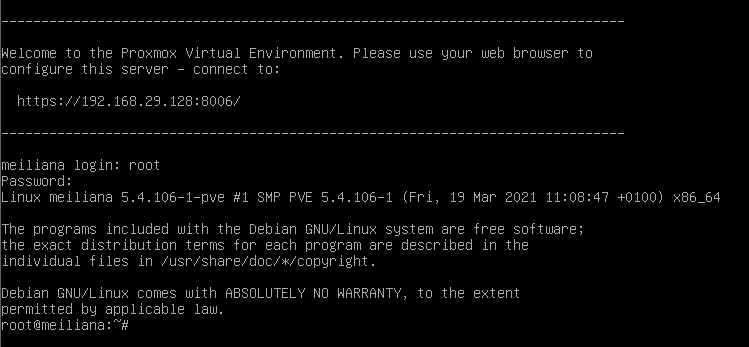 ------------------------------------------------------------------------------
Welcome to the Proxmox Virtual Environment. Please use your web browser to
configure this server - connect to:
https://192.168.29.128:8006/
------------------------------------------------------------------------------
meiliana login: root
Password:
Linux meiliana 5.4.106-1-pve #1 SMP PVE 5.4.106-1 (Fri, 19 Mar 2021 11:08:47 +0100) x86_64
The programs included with the Debian GNU/Linux system are free software;
the exact distribution terms for each program are described in the
individual files in /usr/share/doc/*/copyright.
Debian GNU/Linux comes with ABSOLUTELY NO WARRANTY, to the extent
permitted by applicable law.
root@meiliana:~#